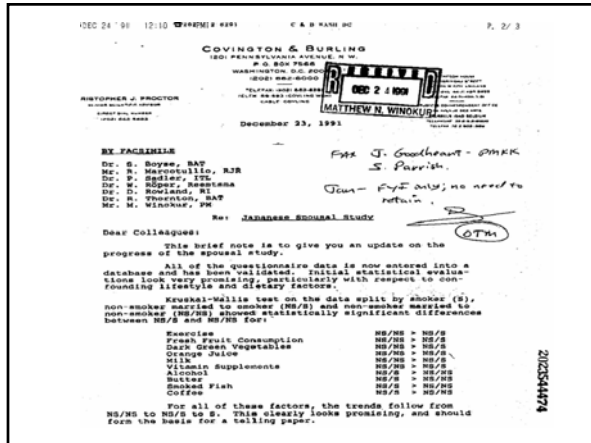 DEC 24 '90 12:10
C & B WASH DC
P. 2/ 3
COVINGTON & BURLING
1201 PENNSYLVANIA AVENUE, N.W.
P.O. BOX 7566
WASHINGTON, D.C.
(202) 662-6000
RECEIVED
DEC 24 1991
MATTHEW N. WINOKUR
December 23, 1991
BY FACSIMILE
FAX J. Goodheart - PMKK
S. Parrish.
Dr. S. Boyse, BAT
Mr. R. Marcotullio, RJR
Dr. P. Sadler, ITL
Dr. W. Röper, Reemtsma
Dr. D. Rowland, RI
Dr. R. Thornton, BAT
Mr. M. Winokur, PM
FYI only; no need to
retain.
OTM
Re: Japanese Spousal Study
Dear Colleagues:
This brief note is to give you an update on the
progress of the spousal study.
All of the questionnaire data is now entered into a
database and has been validated. Initial statistical evalua-
tions look very promising, particularly with respect to con-
founding lifestyle and dietary factors.
Kruskal-Wallis test on the data split by smoker (S),
non-smoker married to smoker (NS/S) and non-smoker married to
non-smoker (NS/NS) showed statistically significant differences
between NS/S and NS/NS for:
Exercise NS/NS > NS/S
Fresh Fruit Consumption NS/NS > NS/S
Dark Green Vegetables NS/NS > NS/S
Orange Juice NS/NS > NS/S
Milk NS/NS > NS/S
Vitamin Supplements NS/NS > NS/S
Alcohol NS/S > NS/NS
Butter NS/S > NS/NS
Smoked Fish NS/S > NS/NS
Coffee NS/S > NS/NS
For all of these factors, the trends follow from
NS/NS to NS/S to S. This clearly looks promising, and should
form the basis for a telling paper.
2023544474